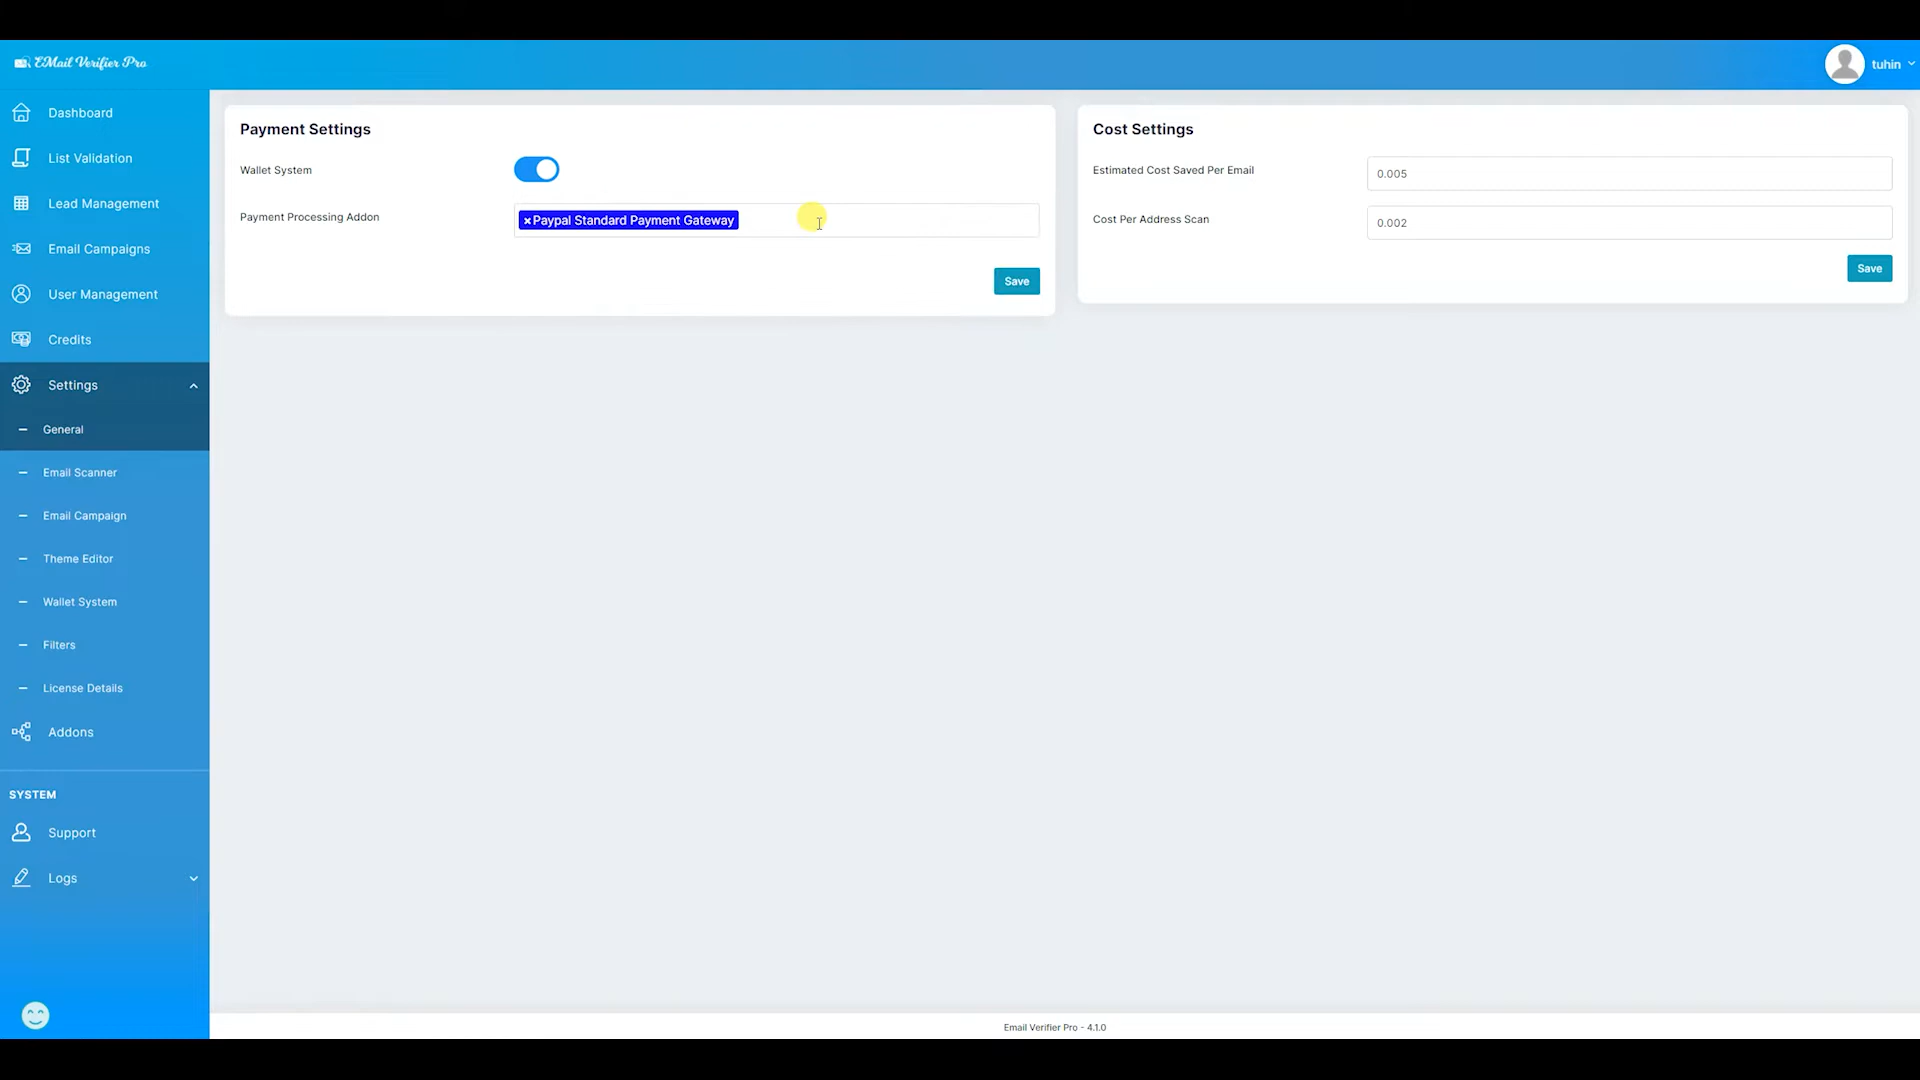 EMail Verifier Pro
tuhin
Dashboard
List Validation
Lead Management
Email Campaigns
User Management
Credits
Settings
General
Email Scanner
Email Campaign
Theme Editor
Wallet System
Filters
License Details
Addons
SYSTEM
Support
Logs
Payment Settings
Wallet System
Payment Processing Addon
×Paypal Standard Payment Gateway
Save
Cost Settings
Estimated Cost Saved Per Email
0.005
Cost Per Address Scan
0.002
Save
Email Verifier Pro - 4.1.0